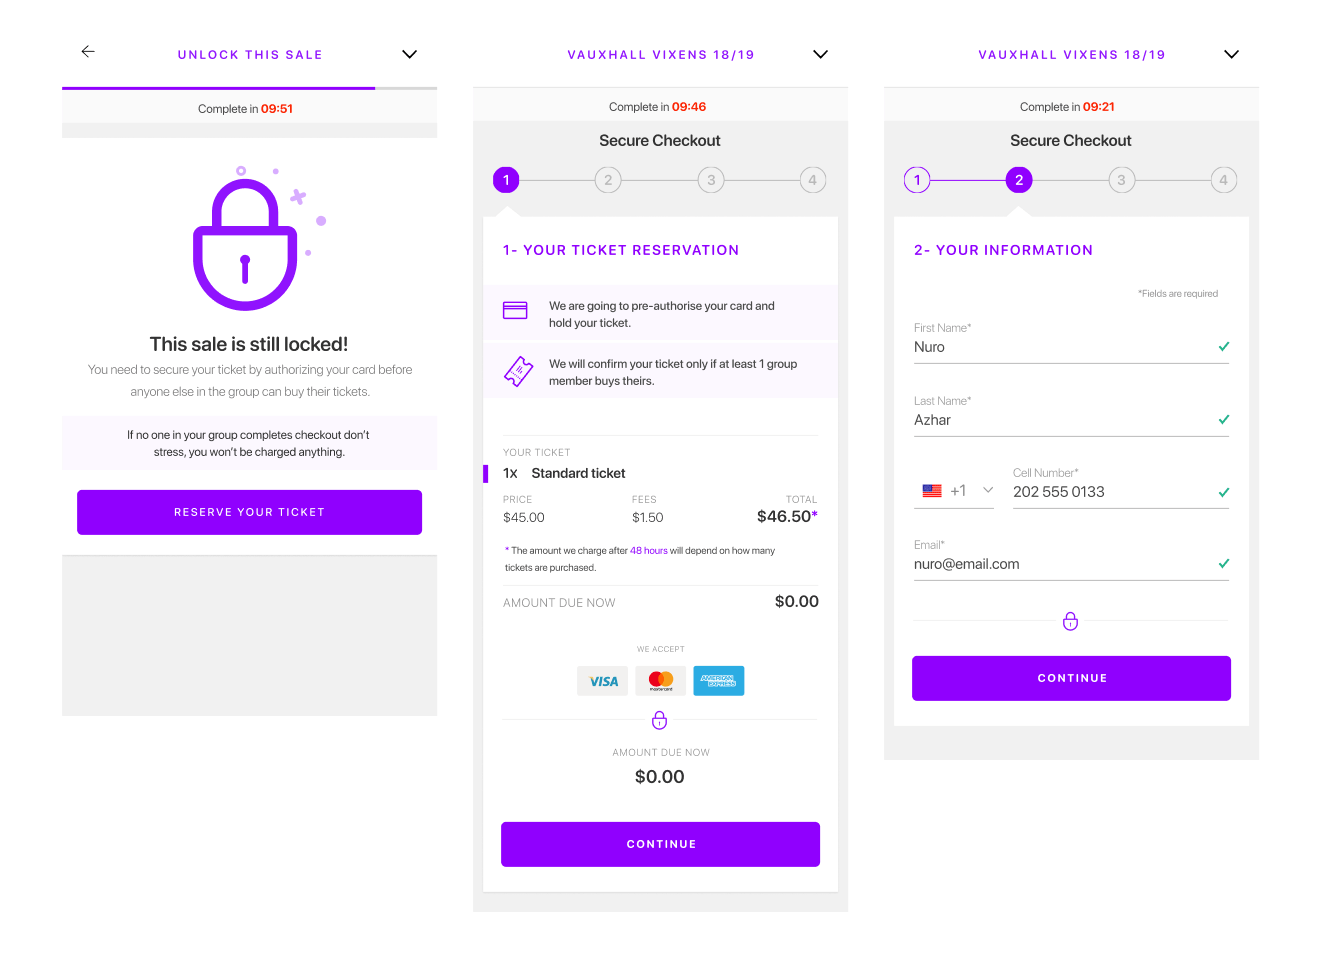 UNLOCK THIS SALE
Complete in 09:51
This sale is still locked!
You need to secure your ticket by authorizing your card before
anyone else in the group can buy their tickets.
If no one in your group completes checkout don't
stress, you won't be charged anything.
RESERVE YOUR TICKET
VAUXHALL VIXENS 18/19
Complete in 09:46
Secure Checkout
1 2 3 4
1- YOUR TICKET RESERVATION
We are going to pre-authorise your card and
hold your ticket.
We will confirm your ticket only if at least 1 group
member buys theirs.
YOUR TICKET
1x Standard ticket
PRICE FEES TOTAL
$45.00 $1.50 $46.50*
* The amount we charge after 48 hours will depend on how many
tickets are purchased.
AMOUNT DUE NOW $0.00
WE ACCEPT
VISA mastercard AMERICAN EXPRESS
AMOUNT DUE NOW
$0.00
CONTINUE
VAUXHALL VIXENS 18/19
Complete in 09:21
Secure Checkout
1 2 3 4
2- YOUR INFORMATION
*Fields are required
First Name*
Nuro
Last Name*
Azhar
Cell Number*
+1 202 555 0133
Email*
nuro@email.com
CONTINUE